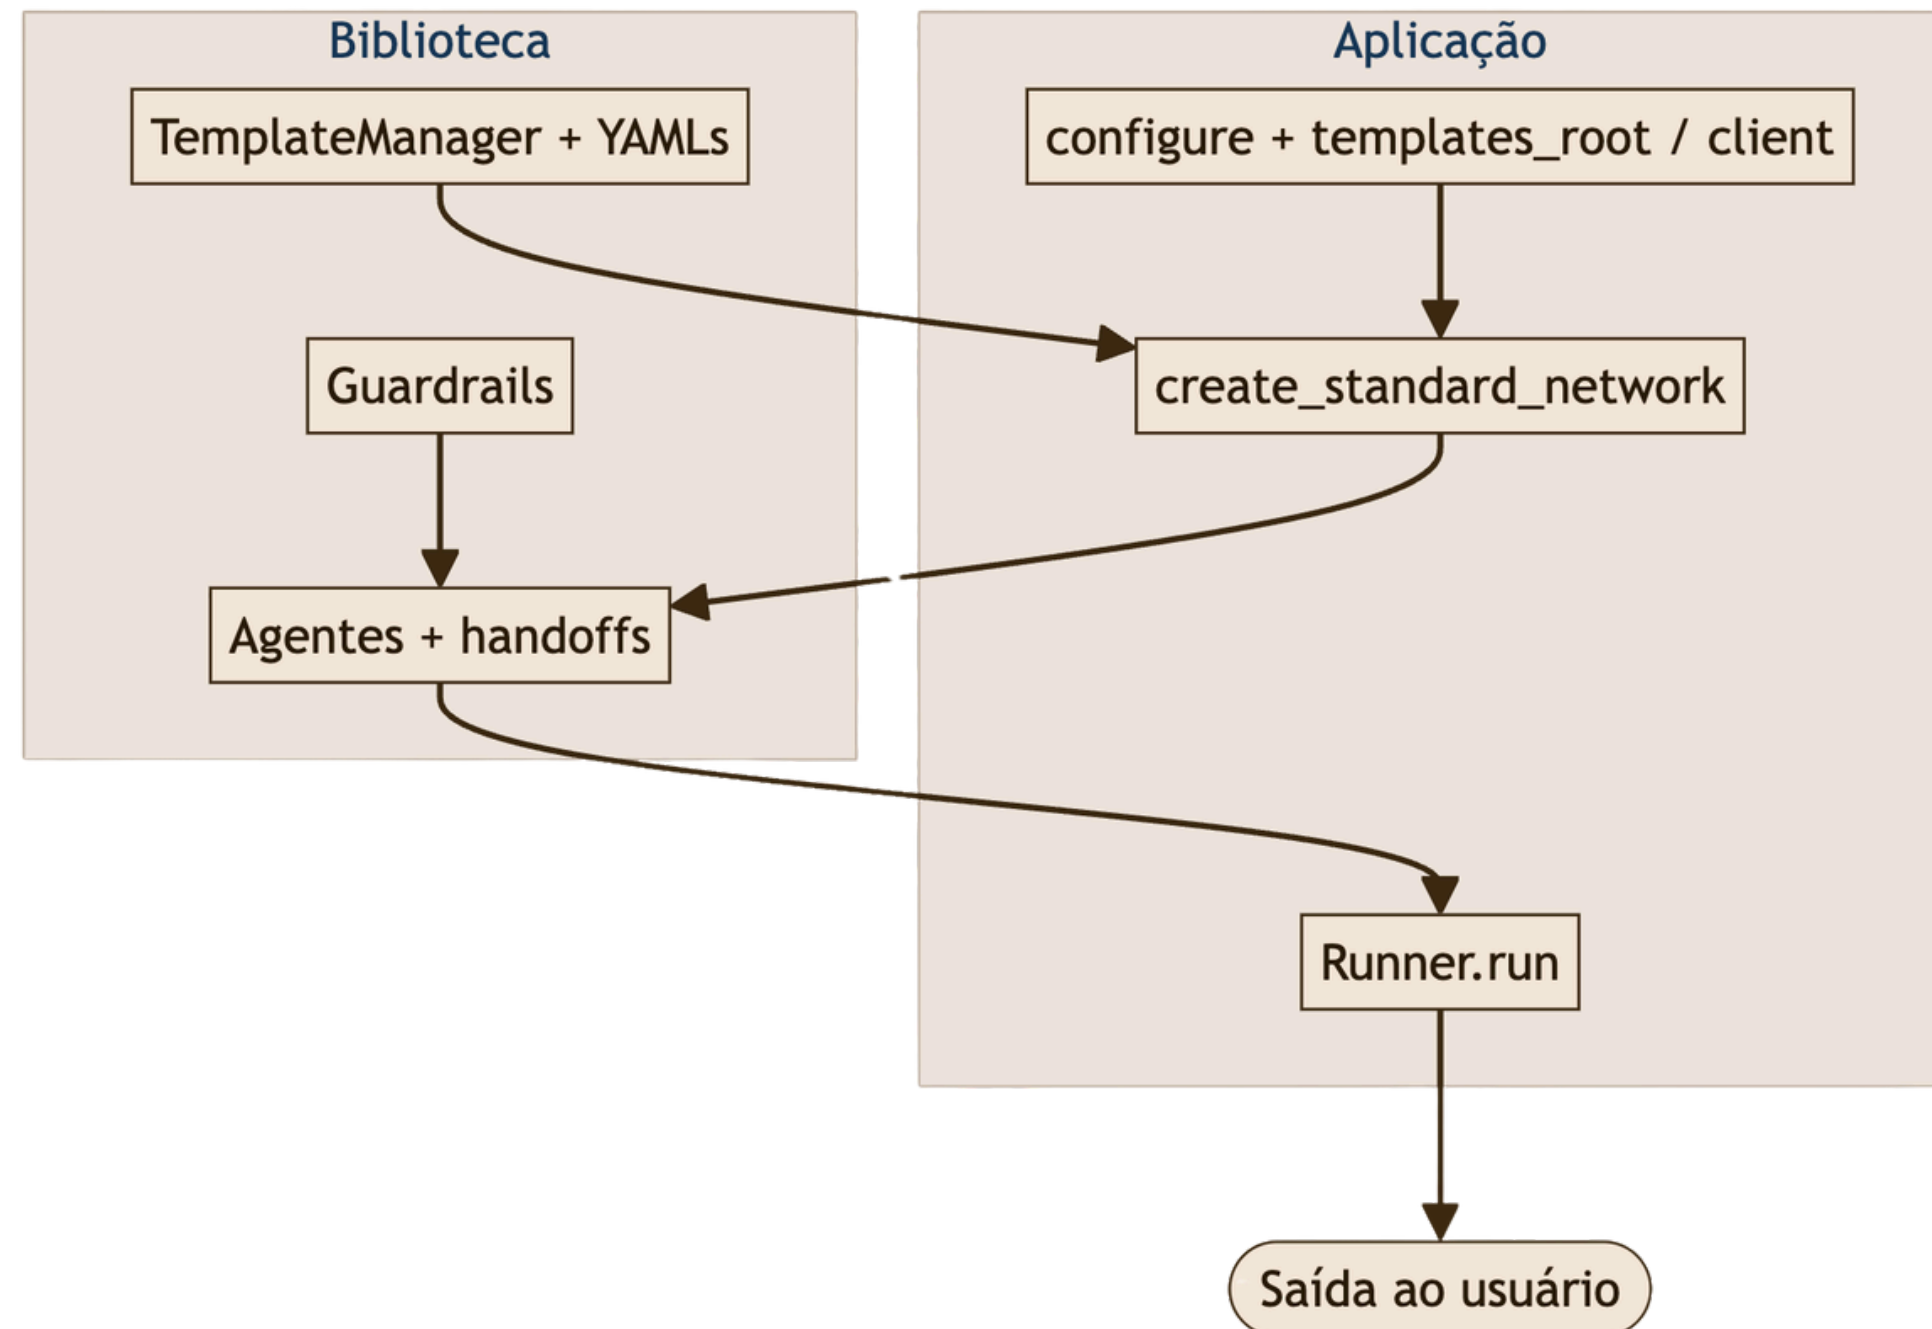 Biblioteca
TemplateManager + YAMLs
Guardrails
Agentes + handoffs
Aplicação
configure + templates_root / client
create_standard_network
Runner.run
Saída ao usuário